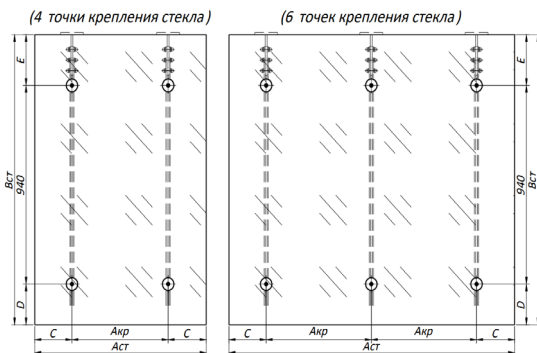 (4 точки крепления стекла)
(6 точек крепления стекла)
E
Вст
940
D
C
Акр
C
Аст
E
940
Вст
D
C
Акр
Акр
C
Аст